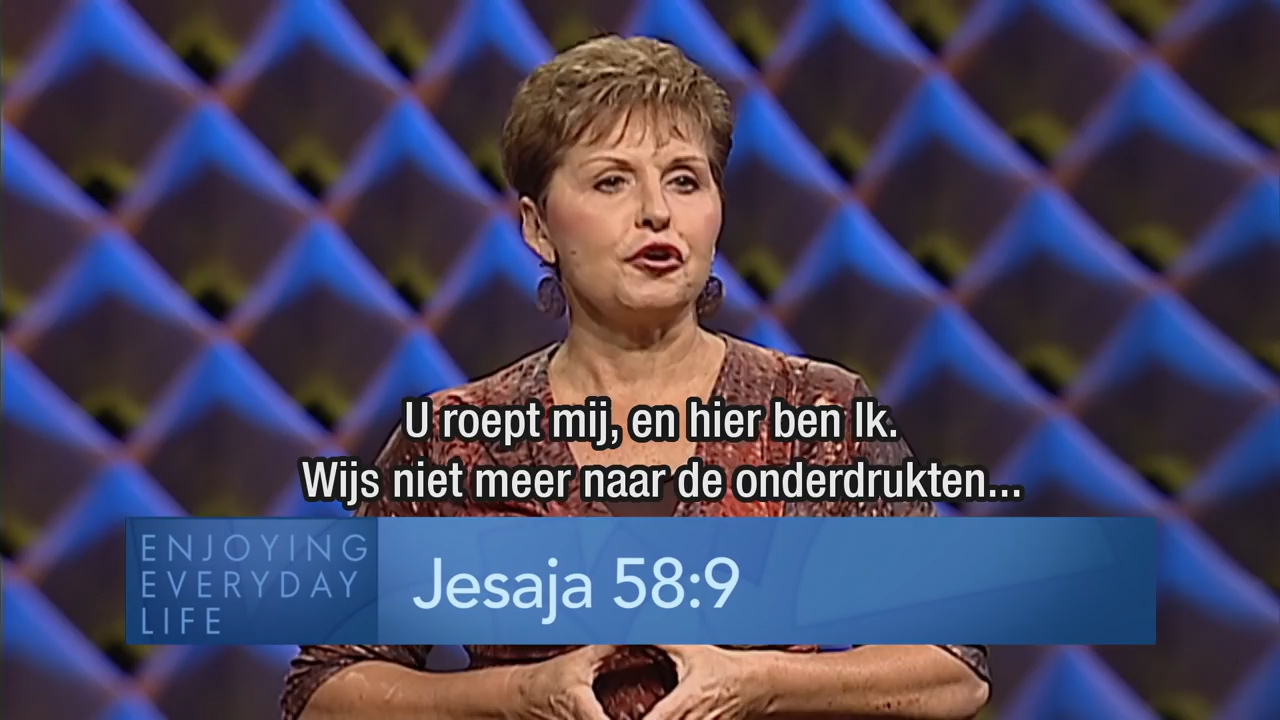 U roept mij, en hier ben Ik.
Wijs niet meer naar de onderdrukten...
ENJOYING
EVERYDAY
LIFE
Jesaja 58:9